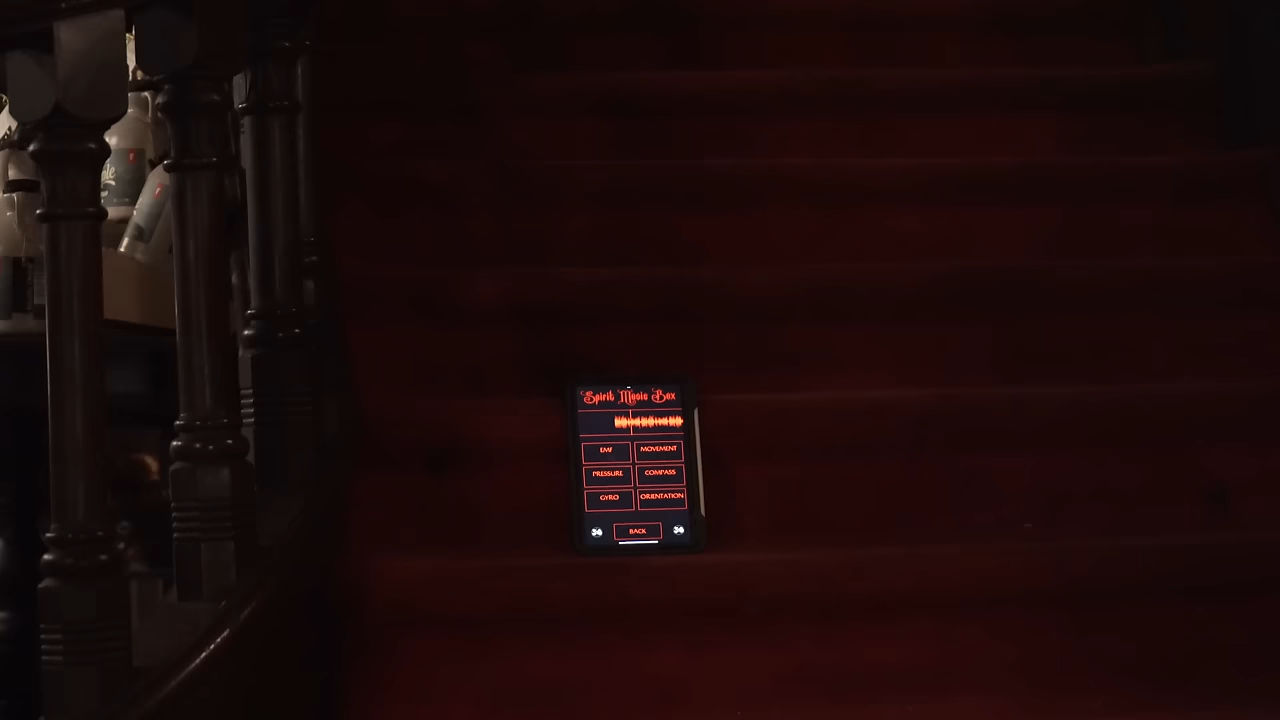 Spirit Music Box
EMF MOVEMENT
PRESSURE COMPASS
GYRO ORIENTATION
BACK